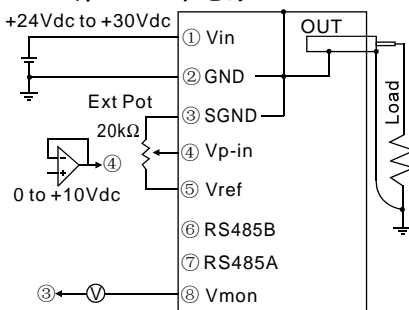 +24Vdc to +30Vdc
① Vin
OUT
② GND
Ext Pot
③ SGND
20kΩ
④ Vp-in
④
Load
0 to +10Vdc
⑤ Vref
⑥ RS485B
⑦ RS485A
③
V
⑧ Vmon